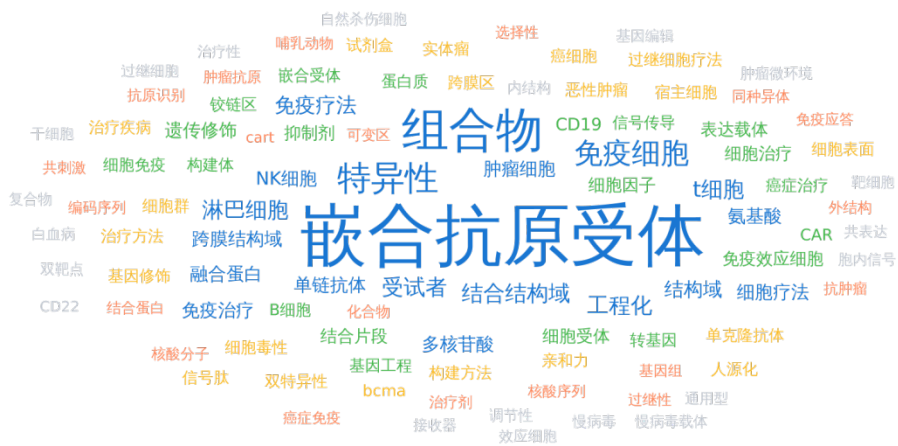 自然杀伤细胞
选择性
基因编辑
哺乳动物
试剂盒
实体瘤
治疗性
癌细胞
过继细胞疗法
过继细胞
肿瘤抗原
嵌合受体
蛋白质
跨膜区
内结构
恶性肿瘤
宿主细胞
肿瘤微环境
抗原识别
铰链区
免疫疗法
同种异体
干细胞
治疗疾病
遗传修饰
cart
抑制剂
可变区
组合物
CD19
信号传导
表达载体
免疫应答
共刺激
细胞免疫
构建体
NK细胞
特异性
肿瘤细胞
免疫细胞
细胞治疗
细胞表面
细胞因子
t细胞
癌症治疗
靶细胞
复合物
编码序列
细胞群
淋巴细胞
嵌合抗原受体
氨基酸
外结构
白血病
治疗方法
跨膜结构域
CAR
共表达
双靶点
基因修饰
融合蛋白
单链抗体
受试者
结合结构域
工程化
结构域
免疫效应细胞
细胞疗法
胞内信号
抗肿瘤
CD22
结合蛋白
免疫治疗
B细胞
化合物
结合片段
多核苷酸
细胞受体
转基因
单克隆抗体
核酸分子
细胞毒性
基因工程
构建方法
亲和力
基因组
人源化
信号肽
双特异性
bcma
治疗剂
核酸序列
过继性
通用型
癌症免疫
接收器
调节性
效应细胞
慢病毒
慢病毒载体